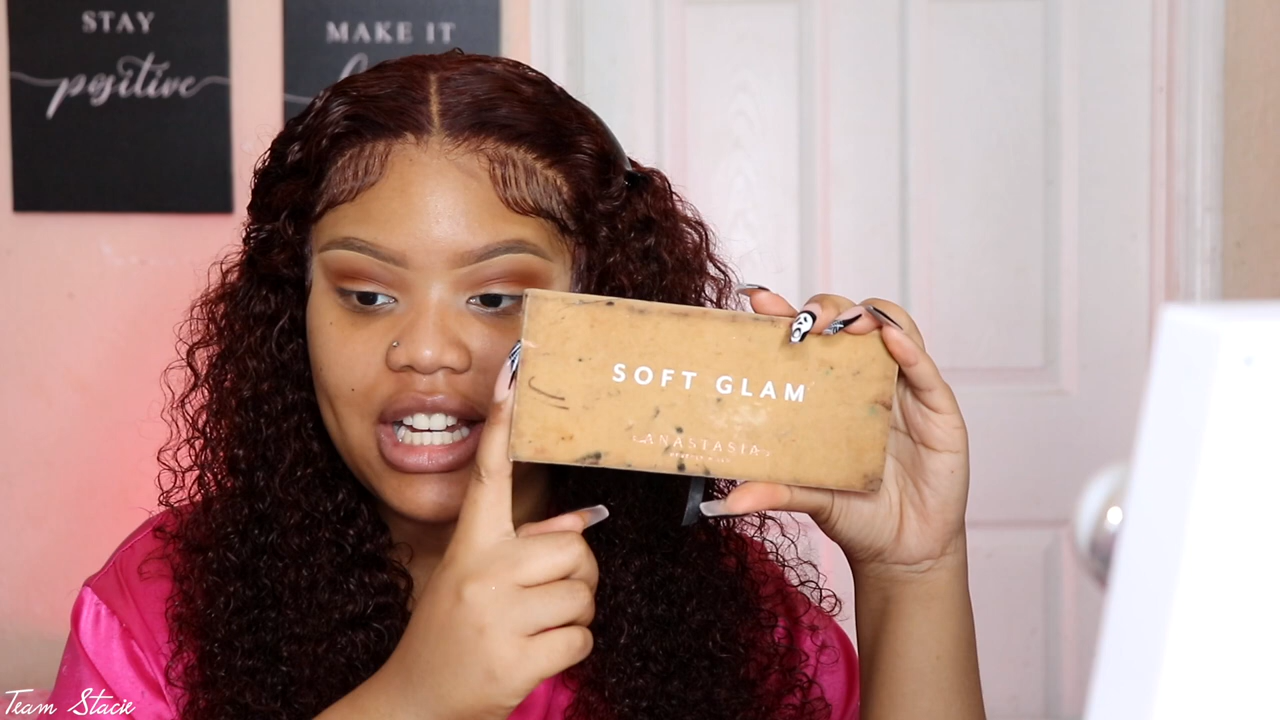 STAY
positive
MAKE IT
SOFT GLAM
ANASTASIA
Team Stacie